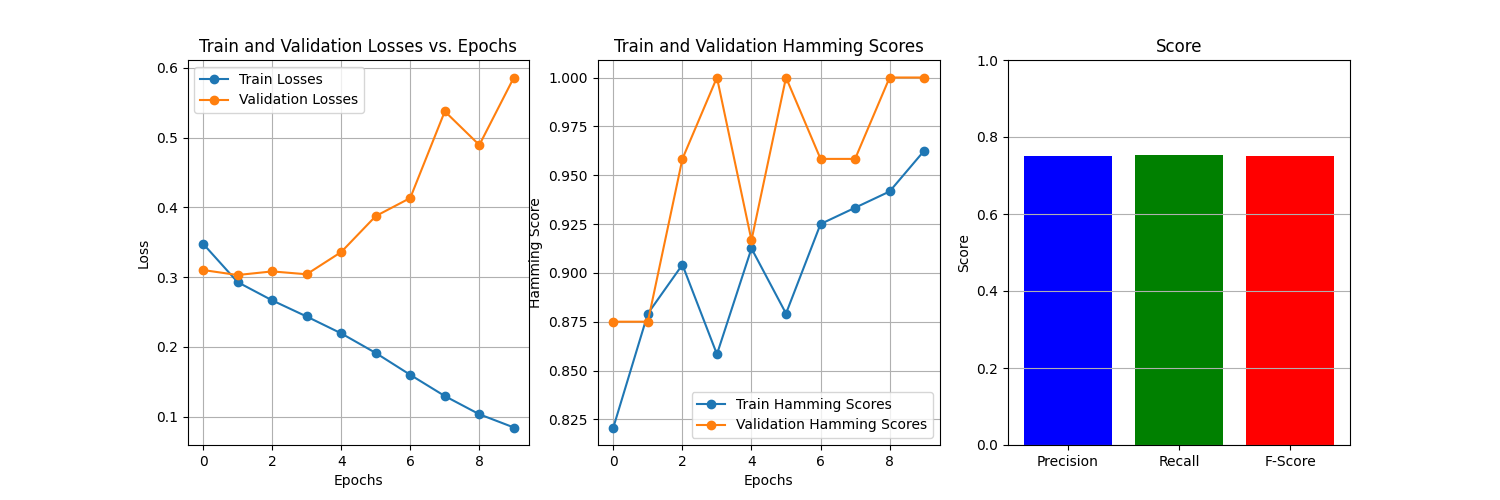 Train and Validation Losses vs. Epochs
Train Losses
Validation Losses
0.6
0.5
0.4
0.3
0.2
0.1
Loss
0 2 4 6 8
Epochs
Train and Validation Hamming Scores
1.000
0.975
0.950
0.925
0.900
0.875
0.850
0.825
Hamming Score
Train Hamming Scores
Validation Hamming Scores
0 2 4 6 8
Epochs
Score
1.0
0.8
0.6
0.4
0.2
0.0
Score
Precision Recall F-Score